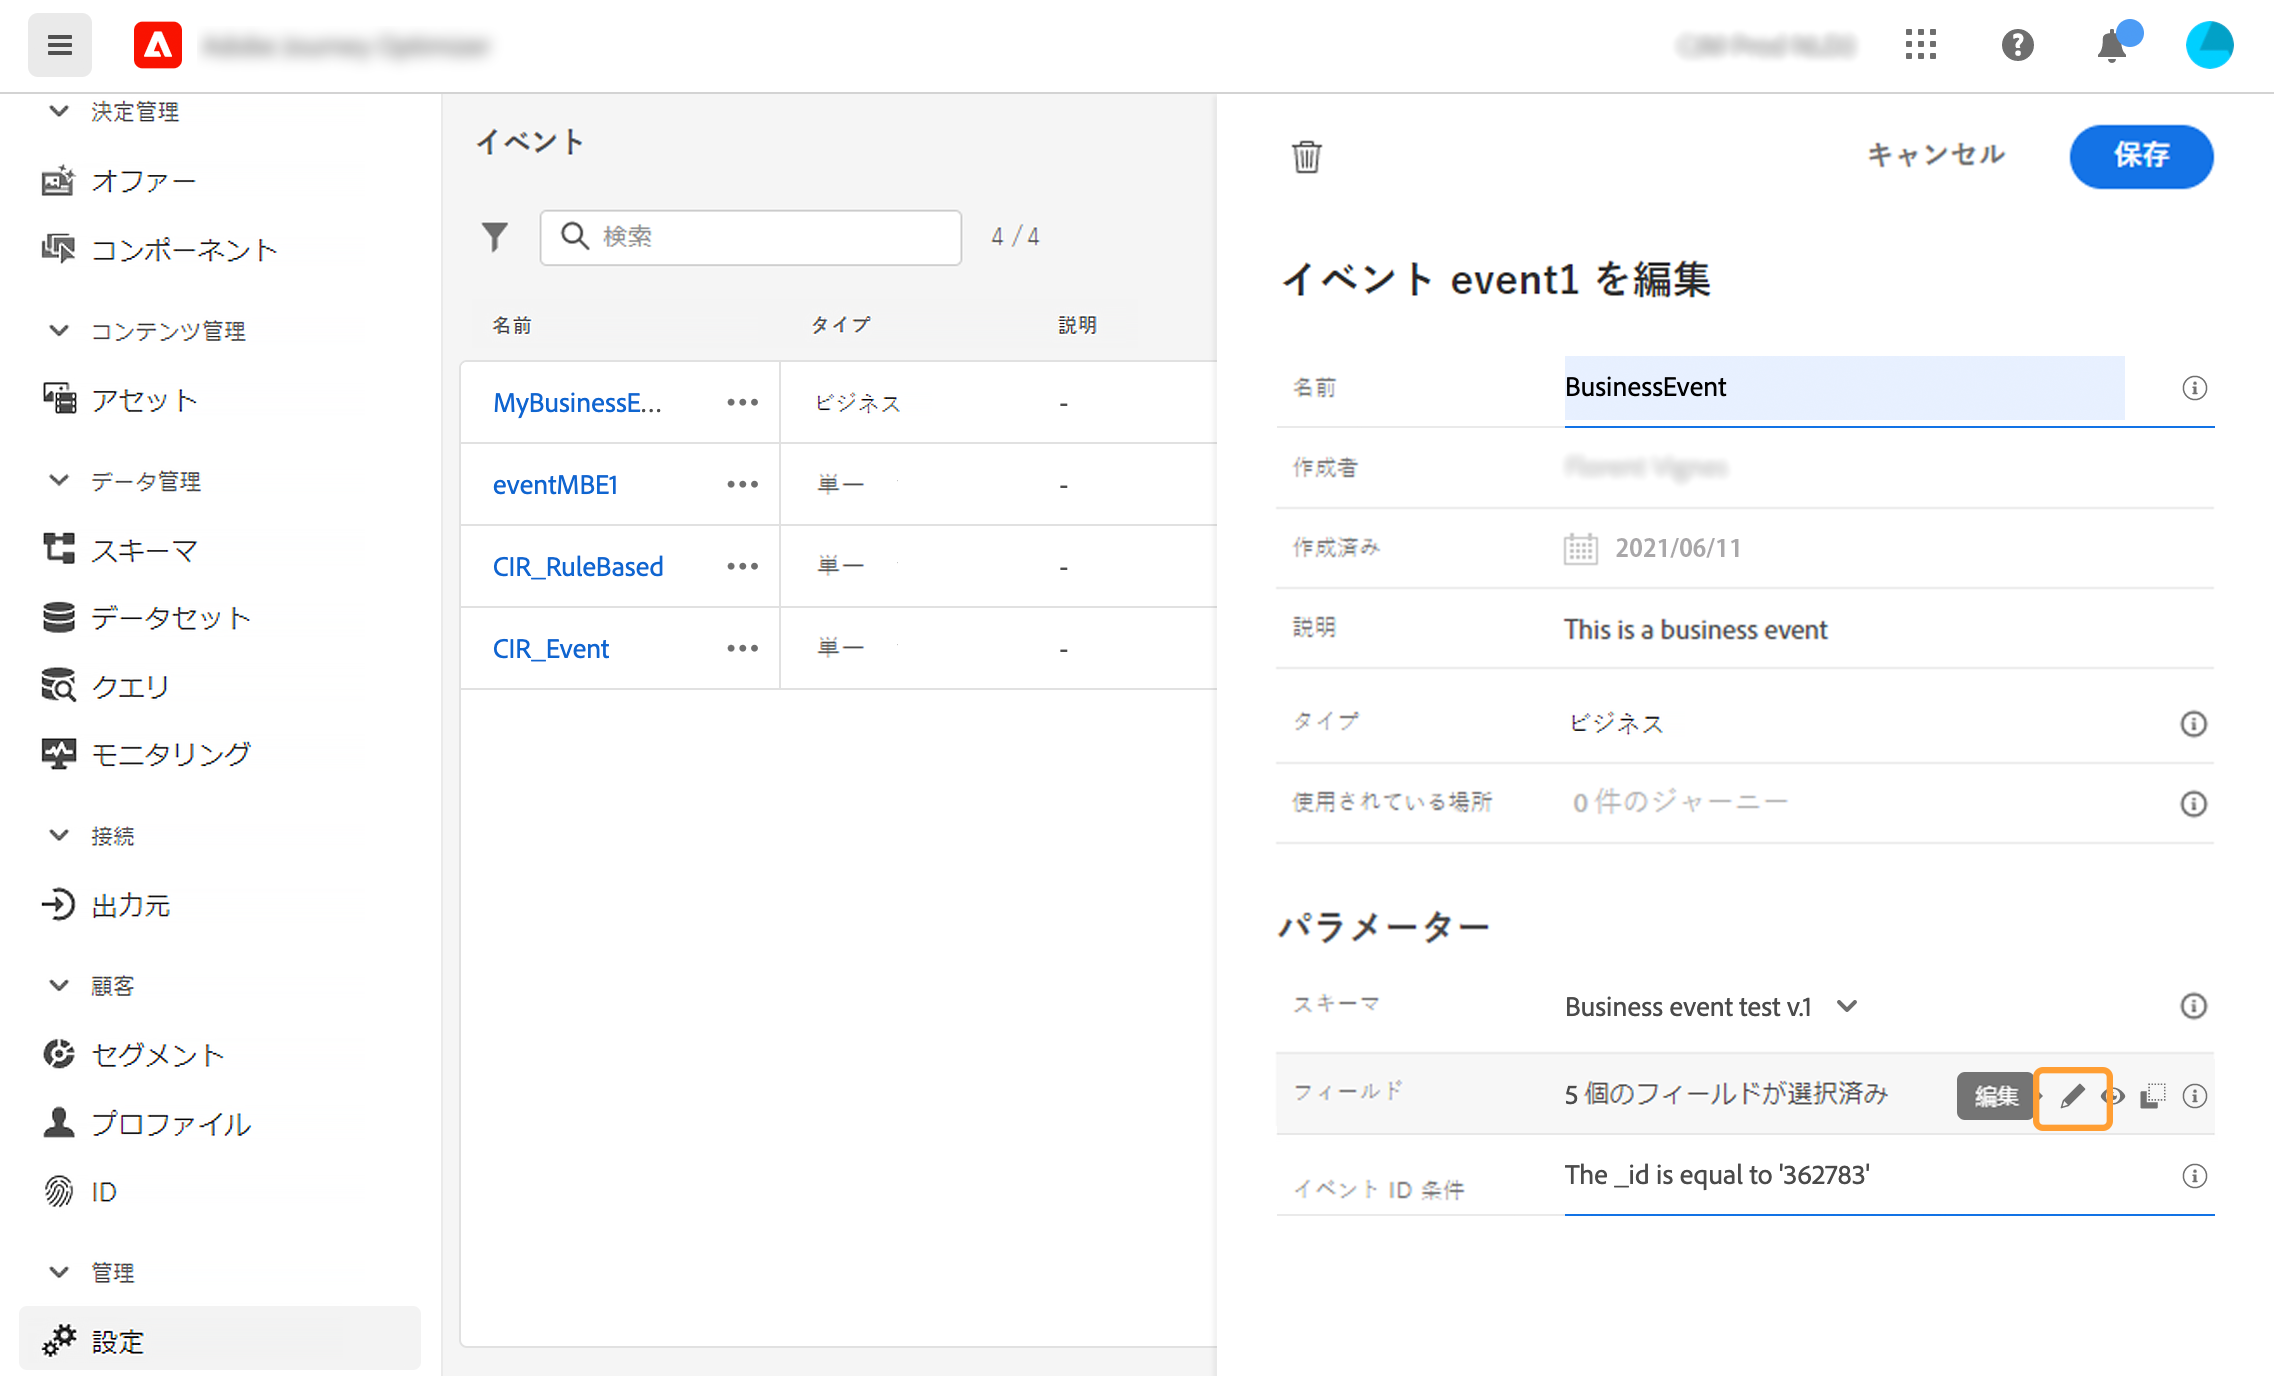 決定管理
オファー
コンポーネント
コンテンツ管理
アセット
データ管理
スキーマ
データセット
クエリ
モニタリング
接続
出力元
顧客
セグメント
プロファイル
ID
管理
設定
イベント
検索
4 / 4
名前 タイプ 説明
MyBusinessE... ビジネス -
eventMBE1 単一 -
CIR_RuleBased 単一 -
CIR_Event 単一 -
キャンセル 保存
イベント event1 を編集
名前 BusinessEvent
作成者
作成済み 2021/06/11
説明 This is a business event
タイプ ビジネス
使用されている場所 0 件のジャーニー
パラメーター
スキーマ Business event test v.1
フィールド 5 個のフィールドが選択済み 編集
イベント ID 条件 The _id is equal to '362783'